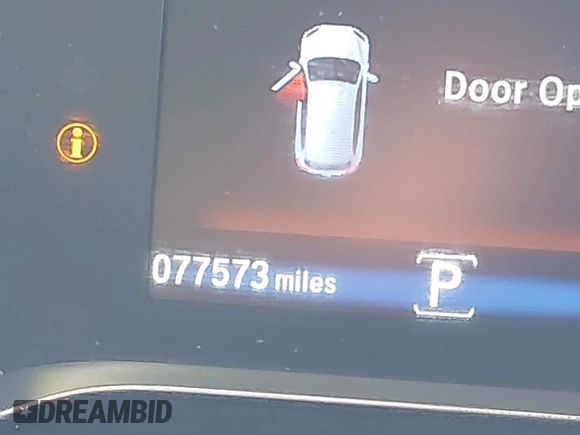 Door Op
077573 miles
P
DREAMBID